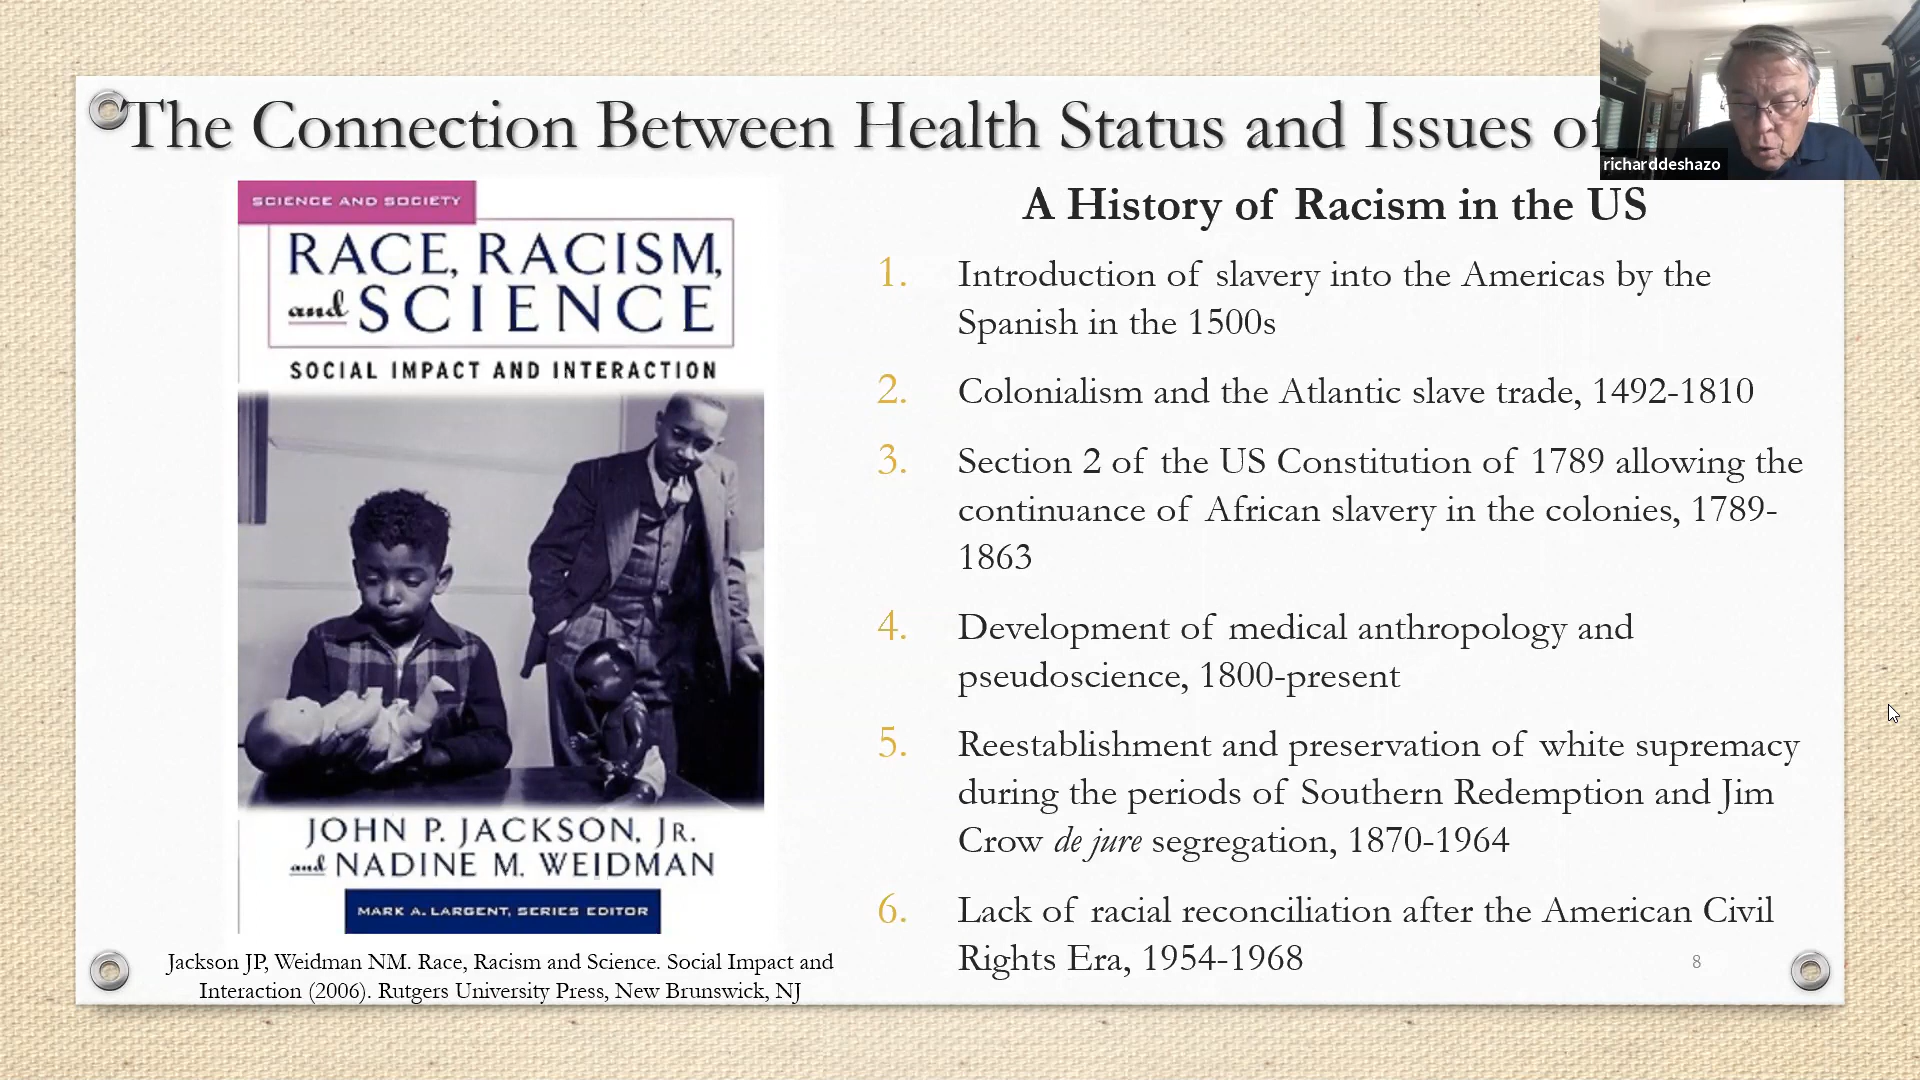 The Connection Between Health Status and Issues of
richarddeshazo
SCIENCE AND SOCIETY
RACE, RACISM,
and SCIENCE
SOCIAL IMPACT AND INTERACTION
JOHN P. JACKSON, JR.
and NADINE M. WEIDMAN
MARK A. LARGENT, SERIES EDITOR
Jackson JP, Weidman NM. Race, Racism and Science. Social Impact and
Interaction (2006). Rutgers University Press, New Brunswick, NJ
A History of Racism in the US
1. Introduction of slavery into the Americas by the
Spanish in the 1500s
2. Colonialism and the Atlantic slave trade, 1492-1810
3. Section 2 of the US Constitution of 1789 allowing the
continuance of African slavery in the colonies, 1789-
1863
4. Development of medical anthropology and
pseudoscience, 1800-present
5. Reestablishment and preservation of white supremacy
during the periods of Southern Redemption and Jim
Crow de jure segregation, 1870-1964
6. Lack of racial reconciliation after the American Civil
Rights Era, 1954-1968
8